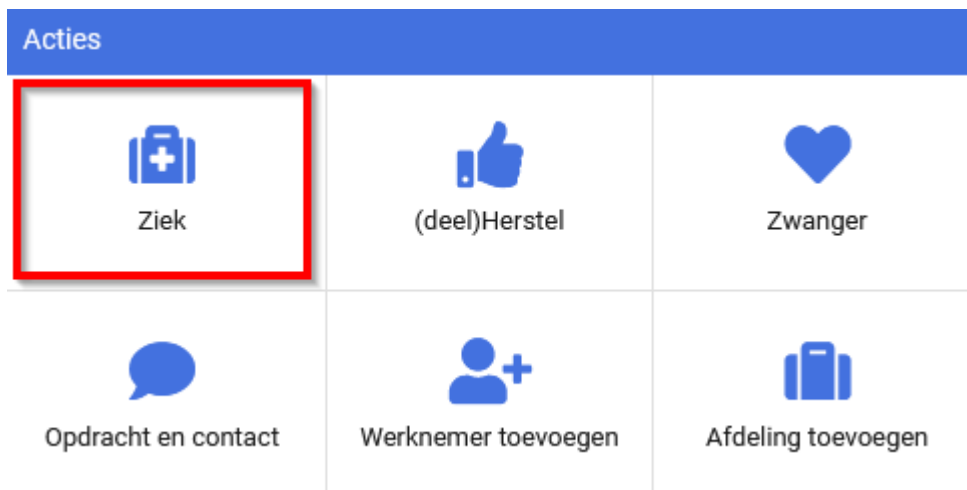 Acties
Ziek
(deel)Herstel
Zwanger
Opdracht en contact
Werknemer toevoegen
Afdeling toevoegen